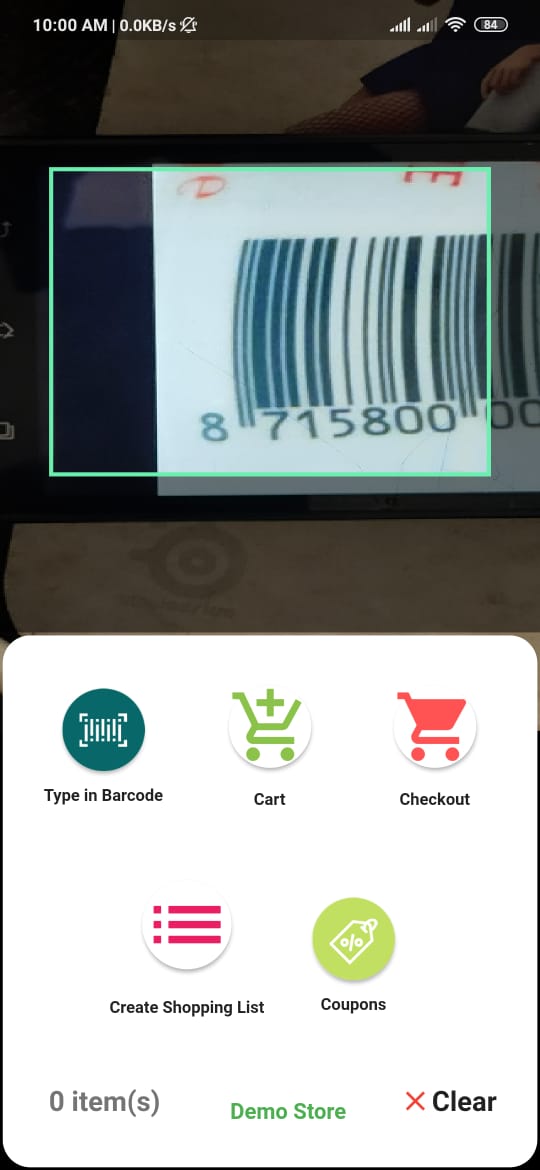 10:00 AM | 0.0KB/s
84
8 715800 00
Type in Barcode
Cart
Checkout
Create Shopping List
%
Coupons
0 item(s)
Demo Store
Clear